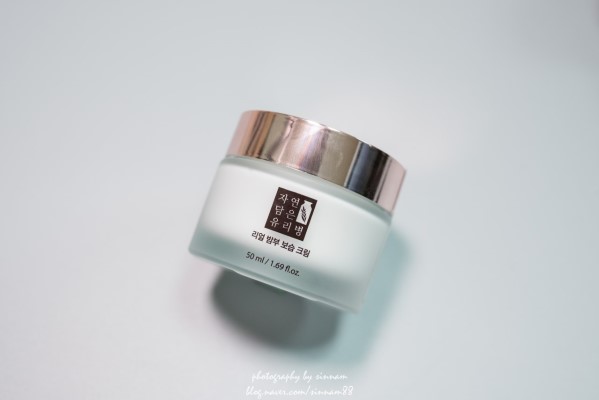 자연
담은
유리병
리얼 밤부 보습 크림
50 ml / 1.69 fl.oz.
photography by sinnam
blog.naver.com/sinnam88